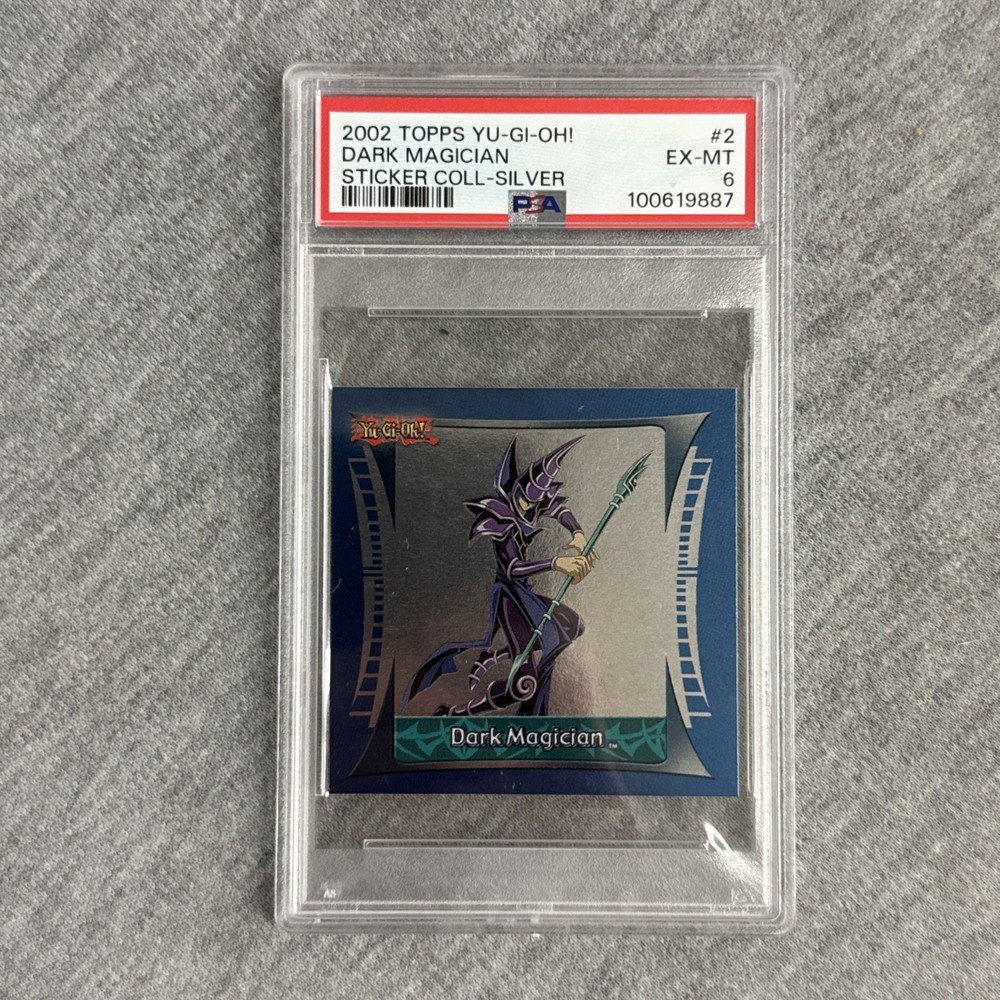 2002 TOPPS YU-GI-OH! #2
DARK MAGICIAN EX-MT
STICKER COLL-SILVER 6
PSA 100619887
Yu-Gi-Oh!
Dark Magician ™